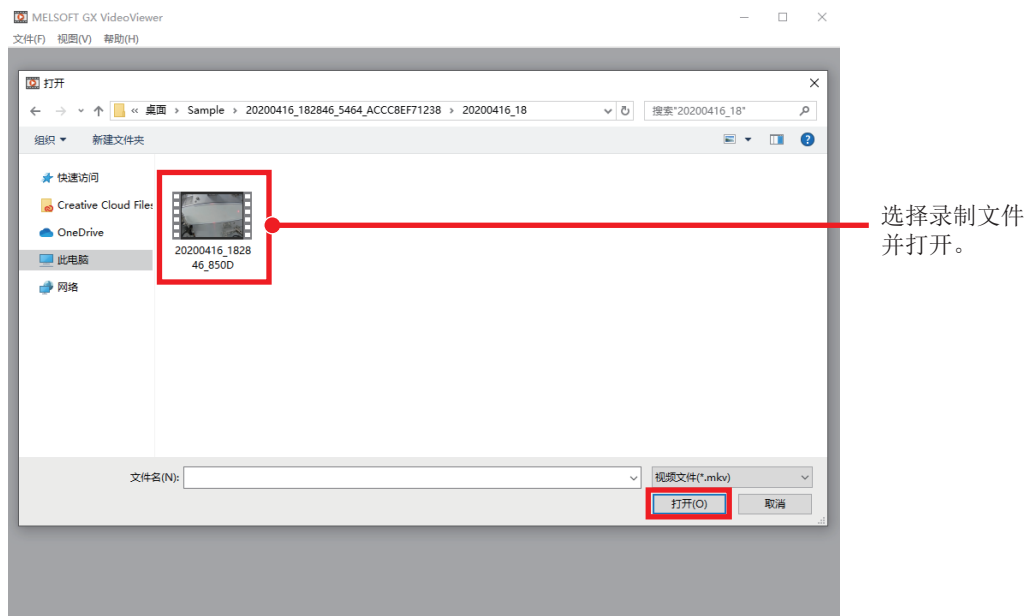 MELSOFT GX VideoViewer
文件(F) 视图(V) 帮助(H)
打开
« 桌面 › Sample › 20200416_182846_5464_ACCC8EF71238 › 20200416_18
搜索"20200416_18"
组织 新建文件夹
快速访问
Creative Cloud Files
OneDrive
此电脑
网络
20200416_1828
46_850D
选择录制文件
并打开。
文件名(N):
视频文件(*.mkv)
打开(O) 取消